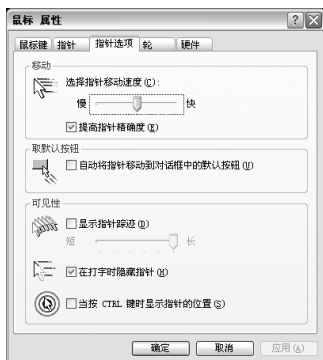 鼠标 属性
鼠标键 指针 指针选项 轮 硬件
移动
选择指针移动速度(C):
慢 快
提高指针精确度(E)
取默认按钮
自动将指针移动到对话框中的默认按钮(U)
可见性
显示指针踪迹(D)
短 长
在打字时隐藏指针(H)
当按 CTRL 键时显示指针的位置(S)
确定 取消 应用(A)